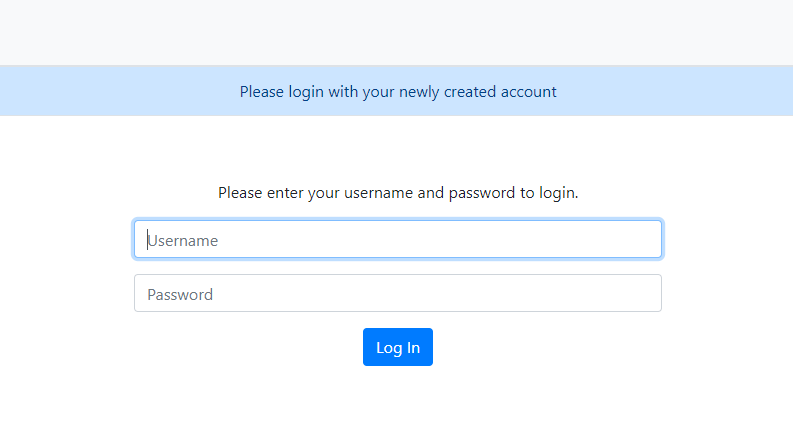 Please login with your newly created account
Please enter your username and password to login.
Username
Password
Log In